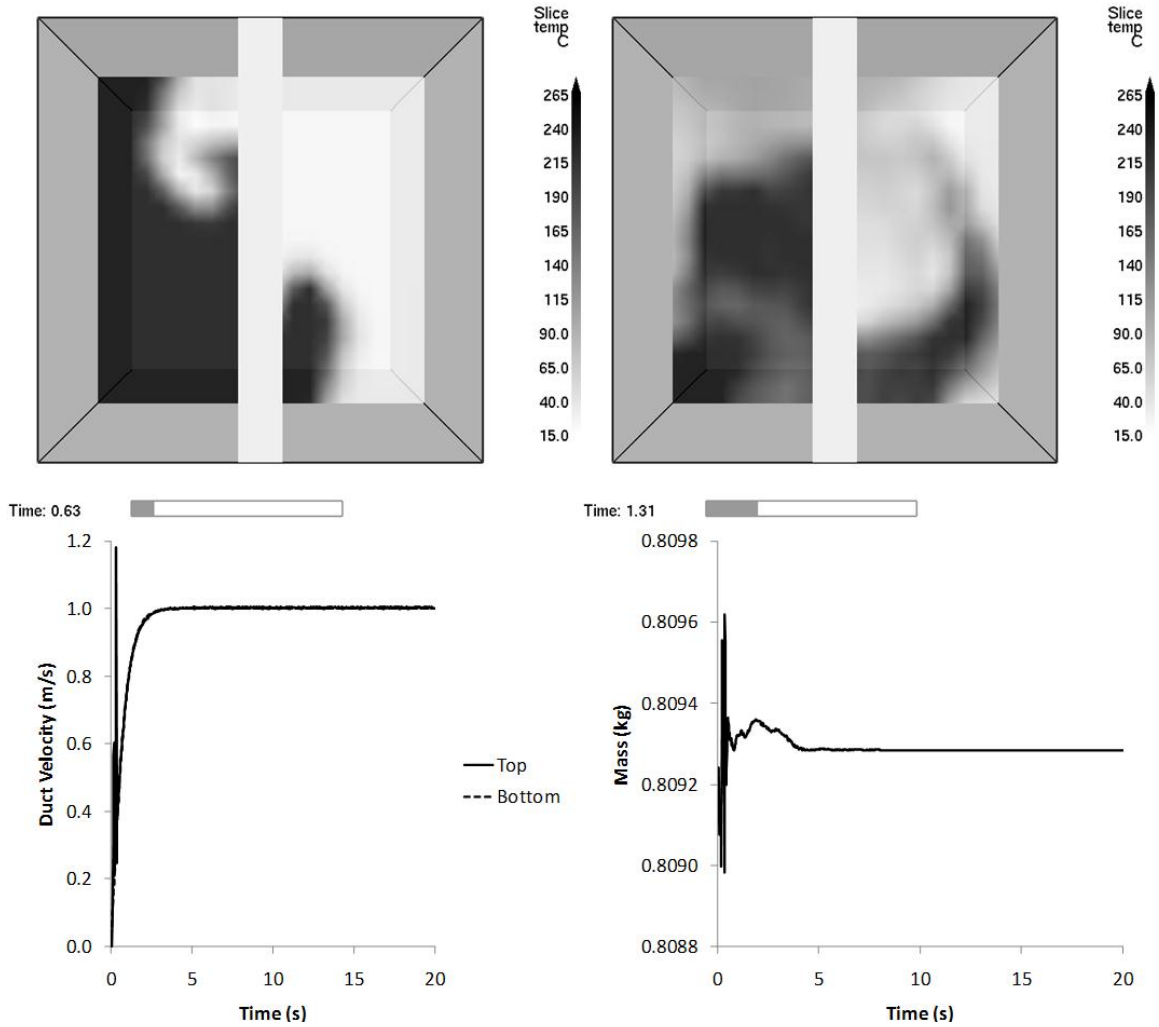 Slice
temp
C
265
240
215
190
165
140
115
90.0
65.0
40.0
15.0
Time: 0.63
Slice
temp
C
265
240
215
190
165
140
115
90.0
65.0
40.0
15.0
Time: 1.31
Duct Velocity (m/s)
1.2
1.0
0.8
0.6
0.4
0.2
0.0
0 5 10 15 20
Time (s)
Top
Bottom
Mass (kg)
0.8098
0.8096
0.8094
0.8092
0.8090
0.8088
0 5 10 15 20
Time (s)